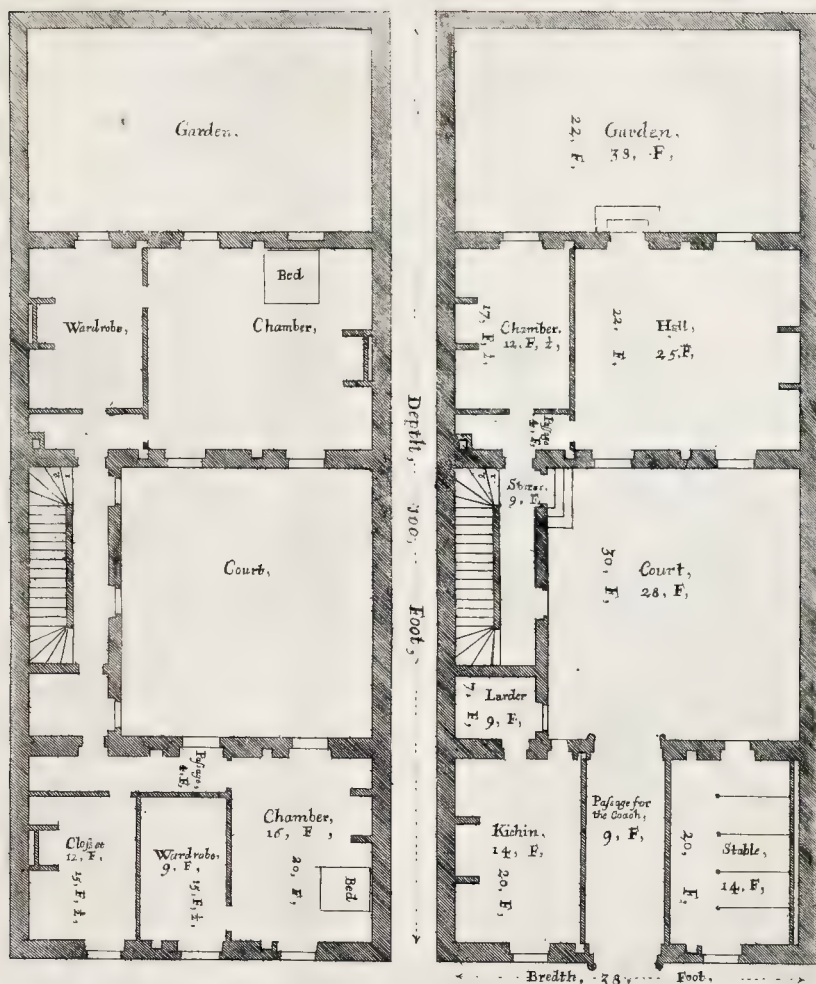 Garden,
Bed
Wardrobe,
Chamber,
Court,
Passage,
4, F,
Chamber,
16, F,
20, F,
Closet
12, F,
15, F, ½,
Wardrobe,
9, F,
15, F, ½,
Bed
Depth, 100, Foot,
Garden,
38, F,
22, F,
Chamber,
12, F, ½,
17, F, ½,
Hall,
25, F,
22, F,
4, F,
9, F,
Court,
28, F,
30, F,
Larder
9, F,
7, F,
Kichin,
14, F,
20, F,
Passage for
the Coach,
9, F,
Stable,
14, F,
20, F,
Bredth, 38, Foot,